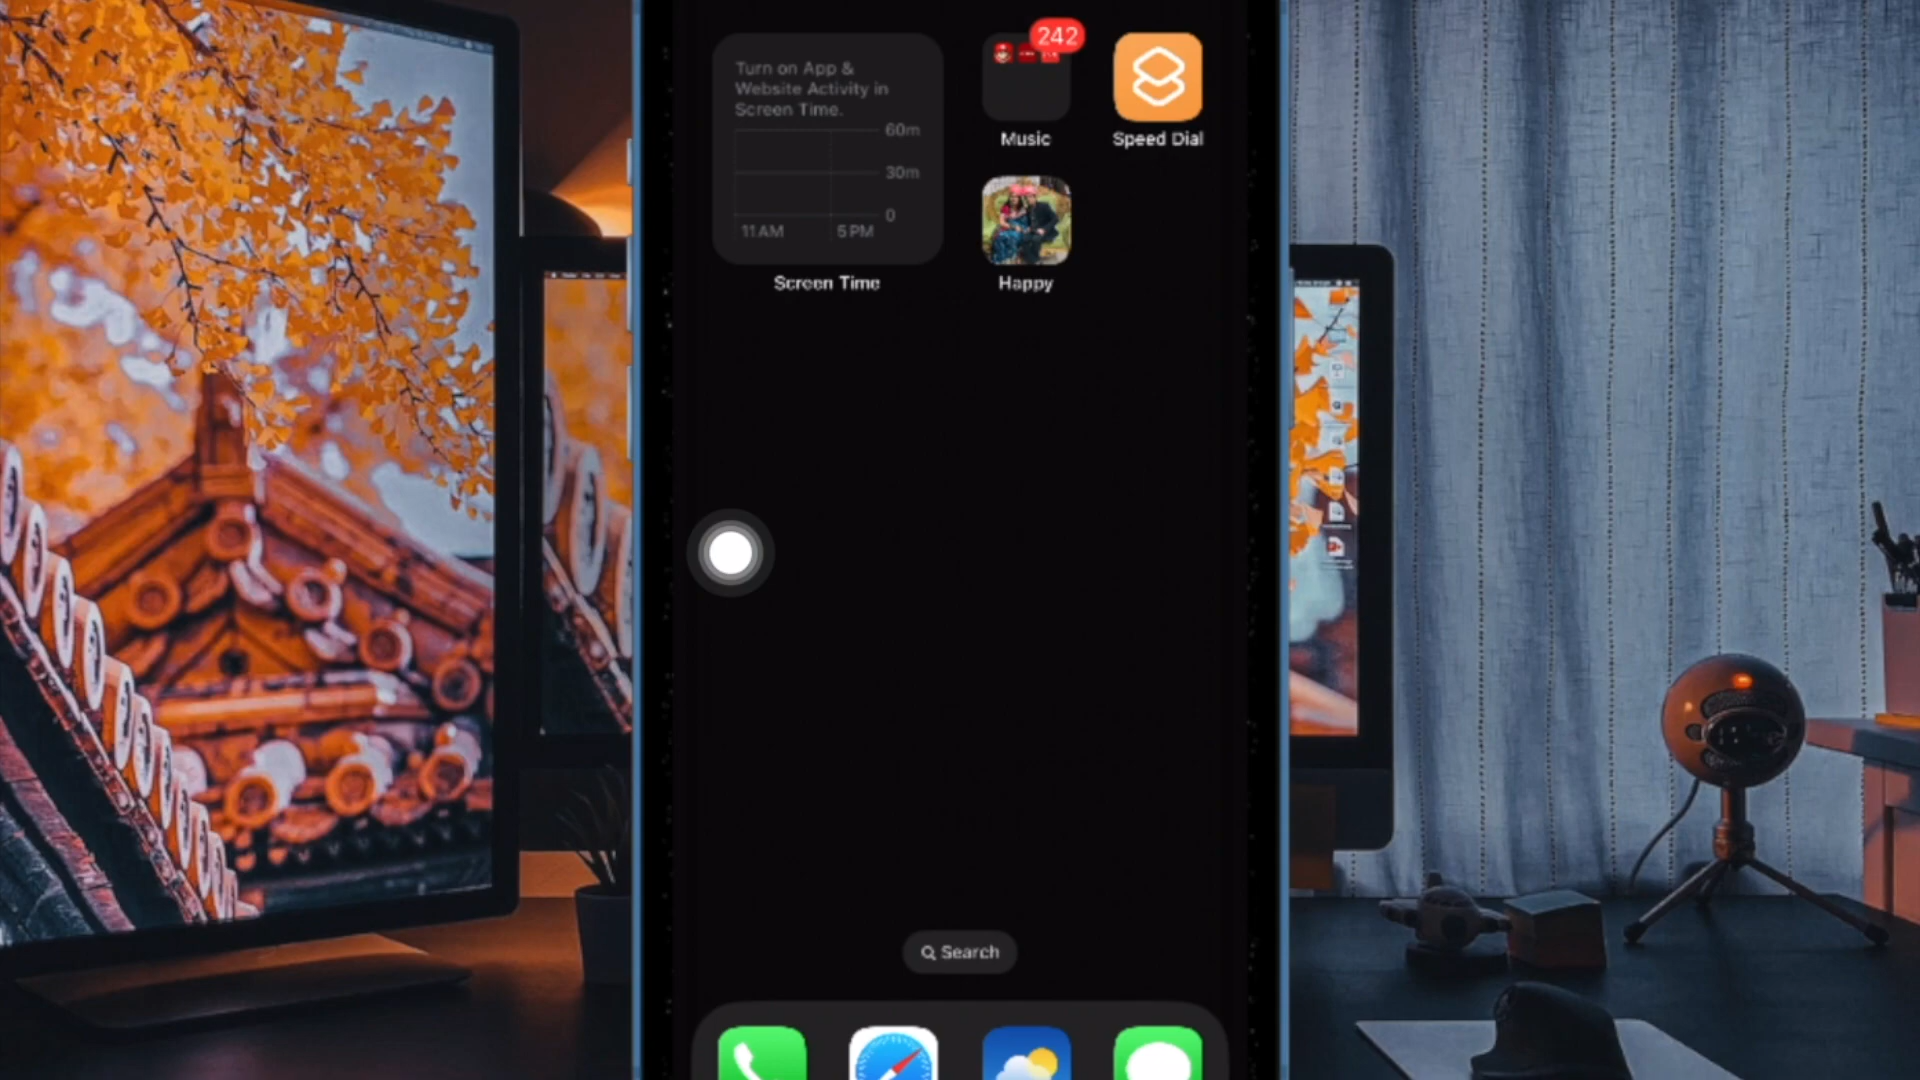 242
Turn on App &
Website Activity in
Screen Time.
60m
30m
0
11 AM
5 PM
Music
Speed Dial
Screen Time
Happy
Search